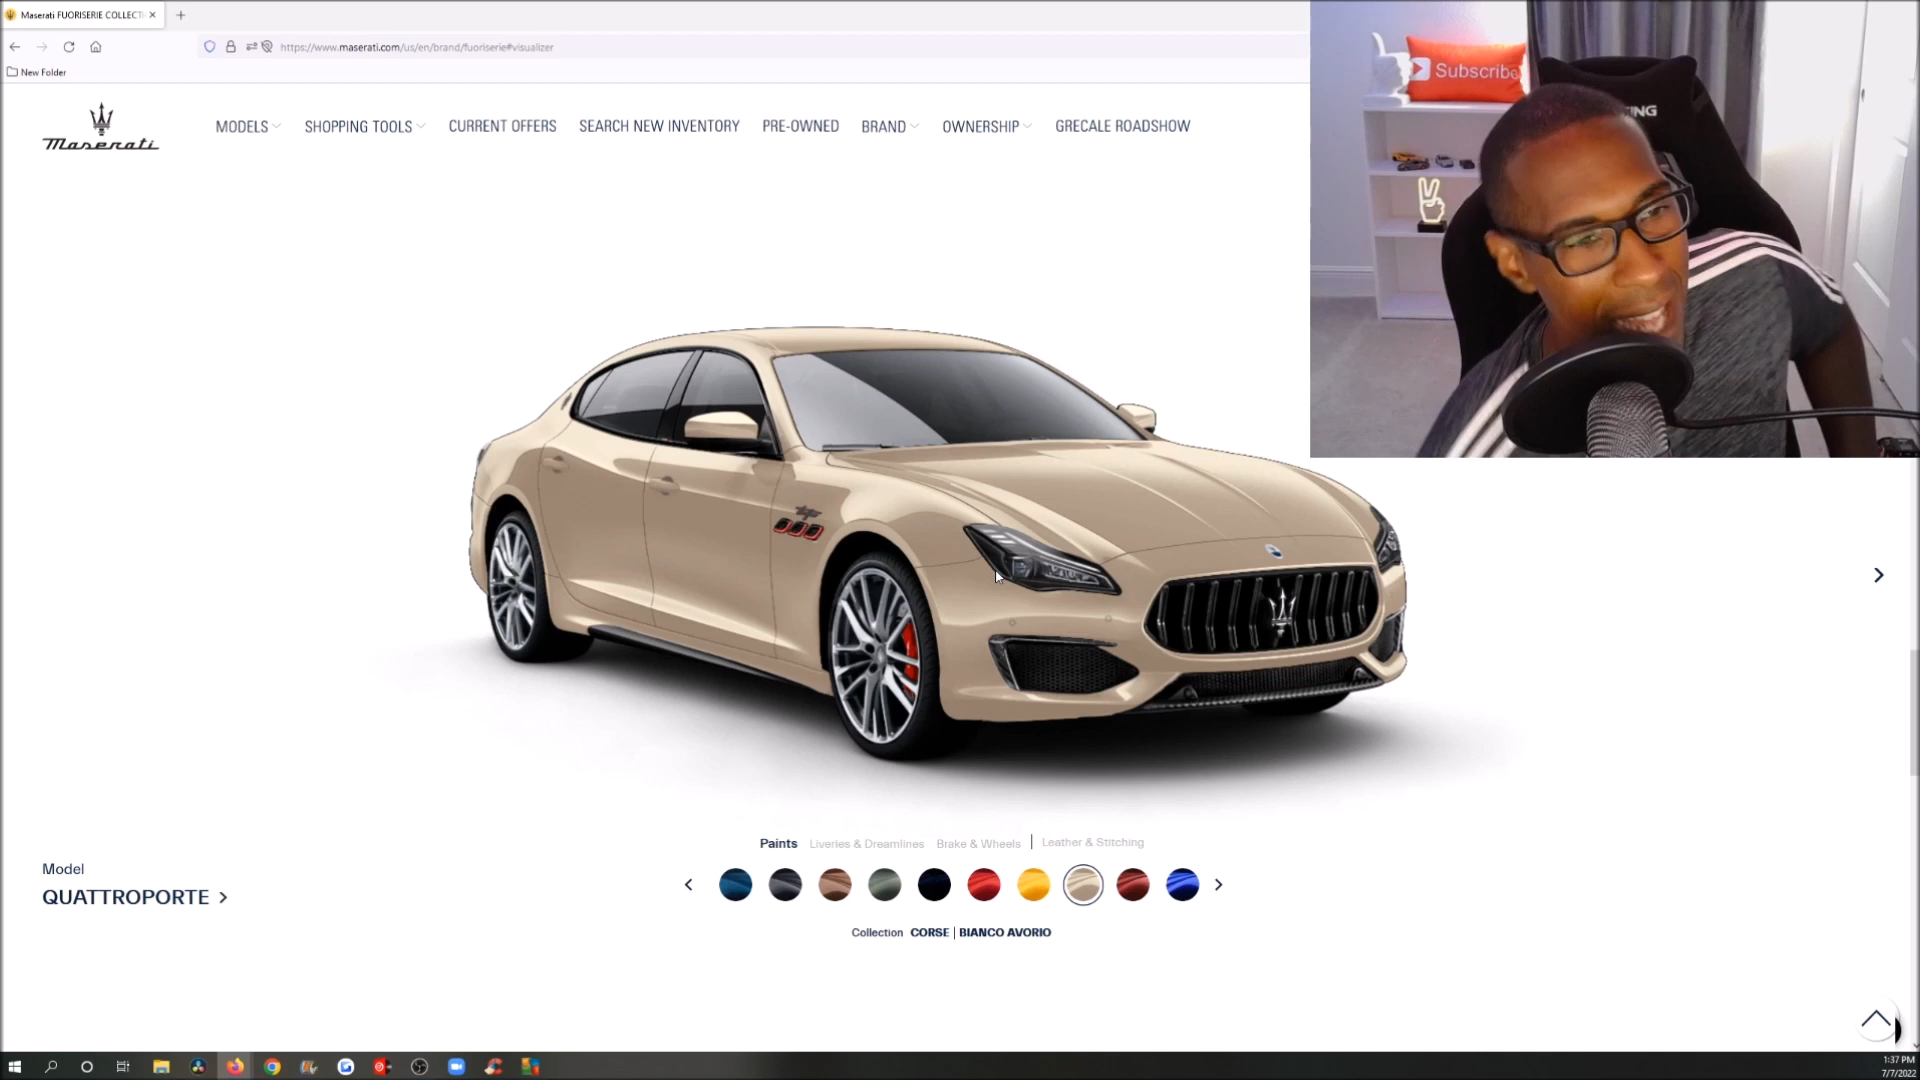 Maserati FUORISERIE COLLECTI
https://www.maserati.com/us/en/brand/fuoriserie#visualizer
New Folder
Maserati
MODELS
SHOPPING TOOLS
CURRENT OFFERS
SEARCH NEW INVENTORY
PRE-OWNED
BRAND
OWNERSHIP
GRECALE ROADSHOW
Subscribe
ING
Paints
Liveries & Dreamlines
Brake & Wheels
Leather & Stitching
Model
QUATTROPORTE
Collection CORSE | BIANCO AVORIO
1:37 PM
7/7/2022